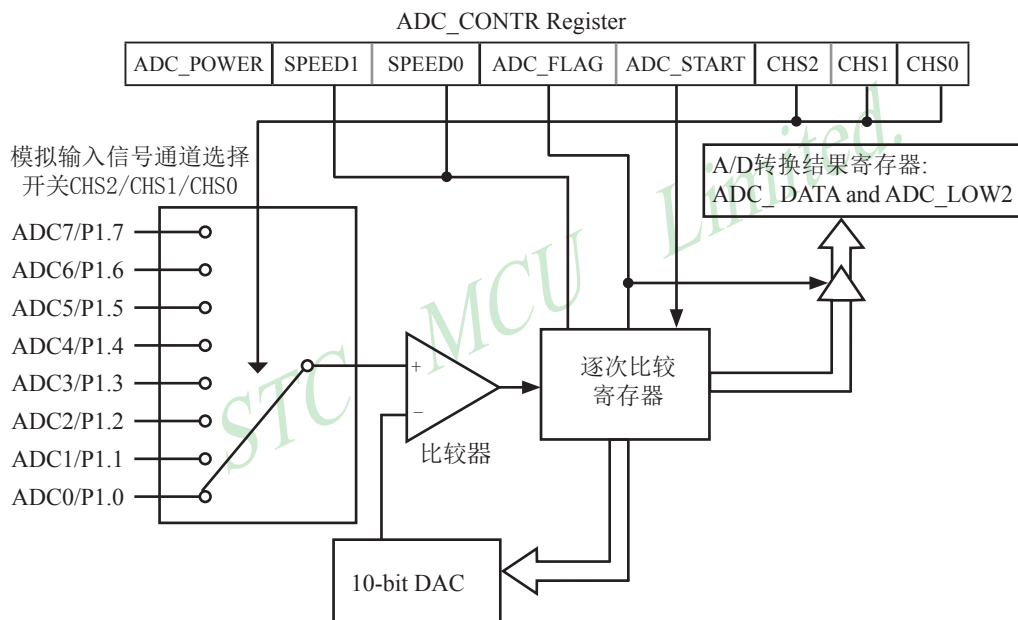 ADC_CONTR Register
ADC_POWER SPEED1 SPEED0 ADC_FLAG ADC_START CHS2 CHS1 CHS0
模拟输入信号通道选择
开关CHS2/CHS1/CHS0
A/D转换结果寄存器:
ADC_ DATA and ADC_LOW2
ADC7/P1.7
ADC6/P1.6
ADC5/P1.5
ADC4/P1.4
ADC3/P1.3
ADC2/P1.2
ADC1/P1.1
ADC0/P1.0
+
−
比较器
逐次比较
寄存器
10-bit DAC
STC MCU Limited.